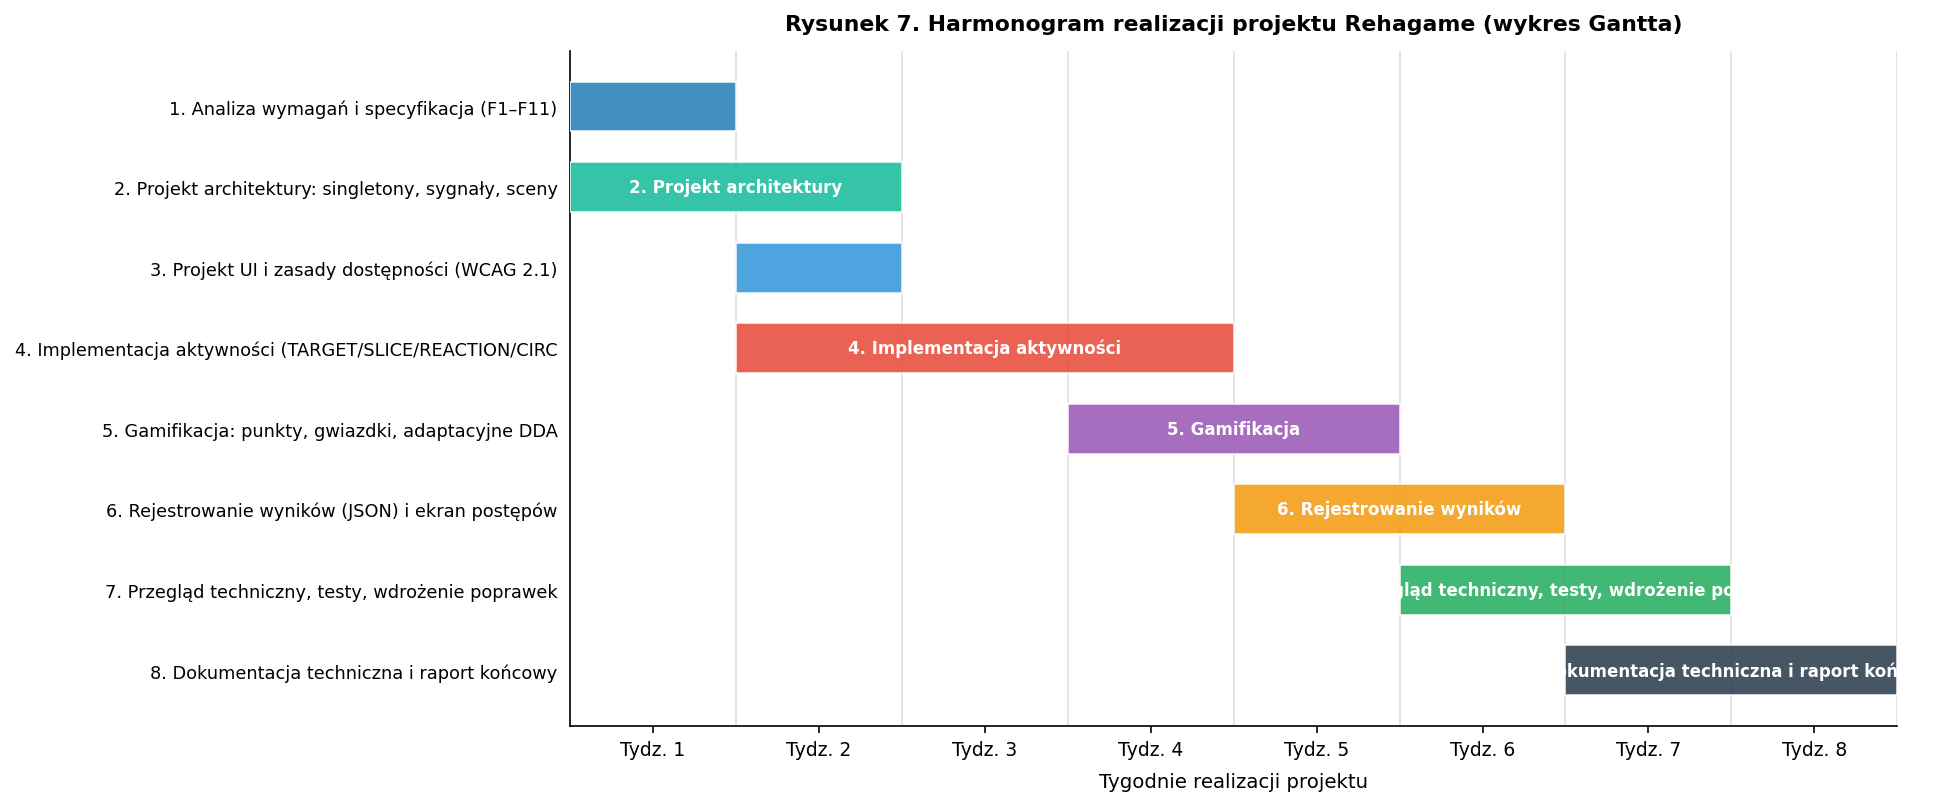 Rysunek 7. Harmonogram realizacji projektu Rehagame (wykres Gantta)
1. Analiza wymagań i specyfikacja (F1–F11)
2. Projekt architektury: singletony, sygnały, sceny
2. Projekt architektury
3. Projekt UI i zasady dostępności (WCAG 2.1)
4. Implementacja aktywności (TARGET/SLICE/REACTION/CIRC
4. Implementacja aktywności
5. Gamifikacja: punkty, gwiazdki, adaptacyjne DDA
5. Gamifikacja
6. Rejestrowanie wyników (JSON) i ekran postępów
6. Rejestrowanie wyników
7. Przegląd techniczny, testy, wdrożenie poprawek
gląd techniczny, testy, wdrożenie po
8. Dokumentacja techniczna i raport końcowy
okumentacja techniczna i raport koń
Tydz. 1 Tydz. 2 Tydz. 3 Tydz. 4 Tydz. 5 Tydz. 6 Tydz. 7 Tydz. 8
Tygodnie realizacji projektu